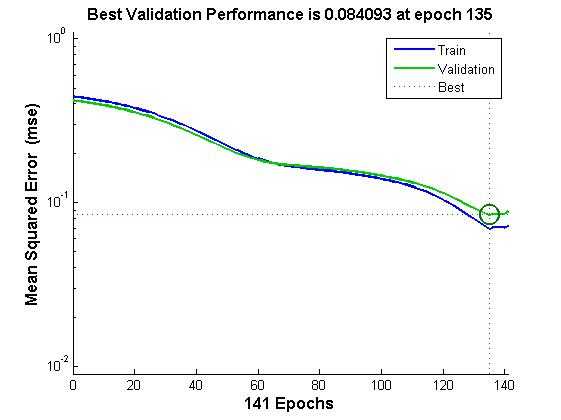 Best Validation Performance is 0.084093 at epoch 135
Train
Validation
Best
Mean Squared Error (mse)
10^0
10^-1
10^-2
0 20 40 60 80 100 120 140
141 Epochs